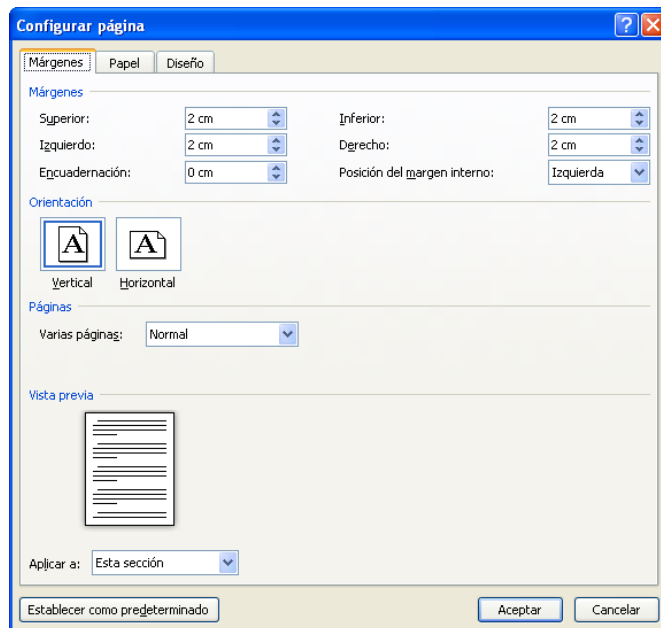 Configurar página
Márgenes Papel Diseño
Márgenes
Superior: 2 cm Inferior: 2 cm
Izquierdo: 2 cm Derecho: 2 cm
Encuadernación: 0 cm Posición del margen interno: Izquierda
Orientación
A A
Vertical Horizontal
Páginas
Varias páginas: Normal
Vista previa
Aplicar a: Esta sección
Establecer como predeterminado Aceptar Cancelar